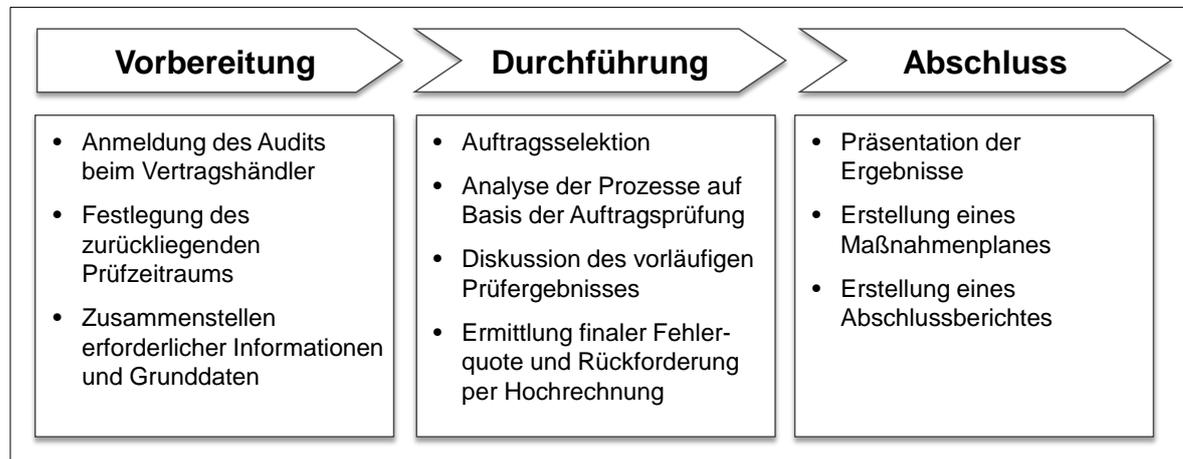 Vorbereitung
• Anmeldung des Audits
beim Vertragshändler
• Festlegung des
zurückliegenden
Prüfzeitraums
• Zusammenstellen
erforderlicher Informationen
und Grunddaten
Durchführung
• Auftragsselektion
• Analyse der Prozesse auf
Basis der Auftragsprüfung
• Diskussion des vorläufigen
Prüfergebnisses
• Ermittlung finaler Fehler-
quote und Rückforderung
per Hochrechnung
Abschluss
• Präsentation der
Ergebnisse
• Erstellung eines
Maßnahmenplanes
• Erstellung eines
Abschlussberichtes